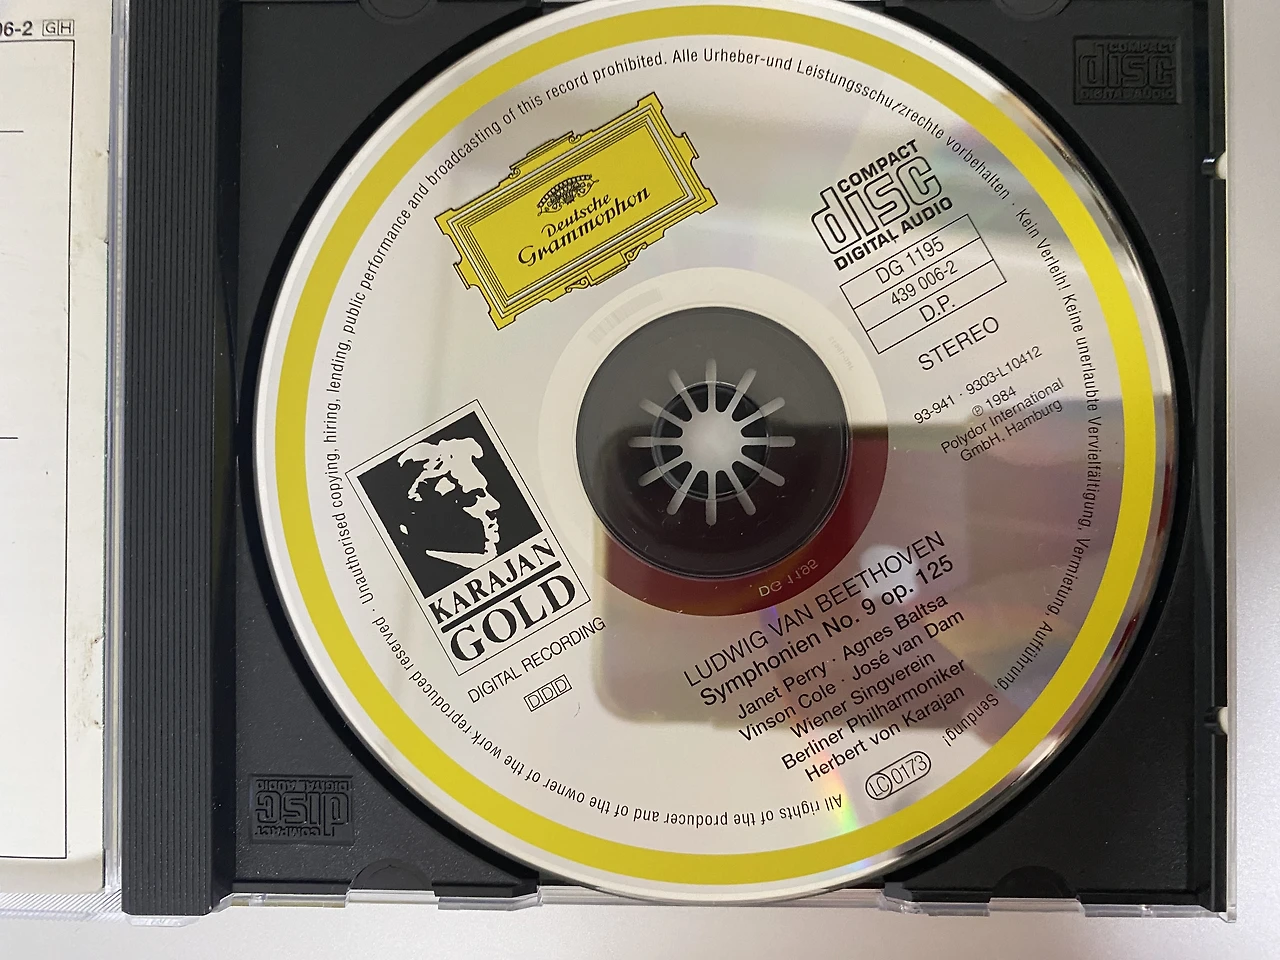 06-2 GH
Unauthorised copying, hiring, lending, public performance and broadcasting of this record prohibited. Alle Urheber-und Leistungsschutzrechte vorbehalten · Kein Verleih! Keine unerlaubte Vervielfältigung, Vermietung, Aufführung, Sendung!
All rights of the producer and of the owner of the work reproduced reserved ·
Deutsche
Grammophon
COMPACT
disc
DIGITAL AUDIO
DG 1195
439 006-2
D.P.
STEREO
93-941 · 9303-L10412
℗ 1984
Polydor International
GmbH, Hamburg
KARAJAN
GOLD
DIGITAL RECORDING
DDD
DG 1195
LUDWIG VAN BEETHOVEN
Symphonien No. 9 op. 125
Janet Perry · Agnes Baltsa
Vinson Cole · José van Dam
Wiener Singverein
Berliner Philharmoniker
Herbert von Karajan
LC 0173
COMPACT
disc
DIGITAL AUDIO
COMPACT
disc
DIGITAL AUDIO